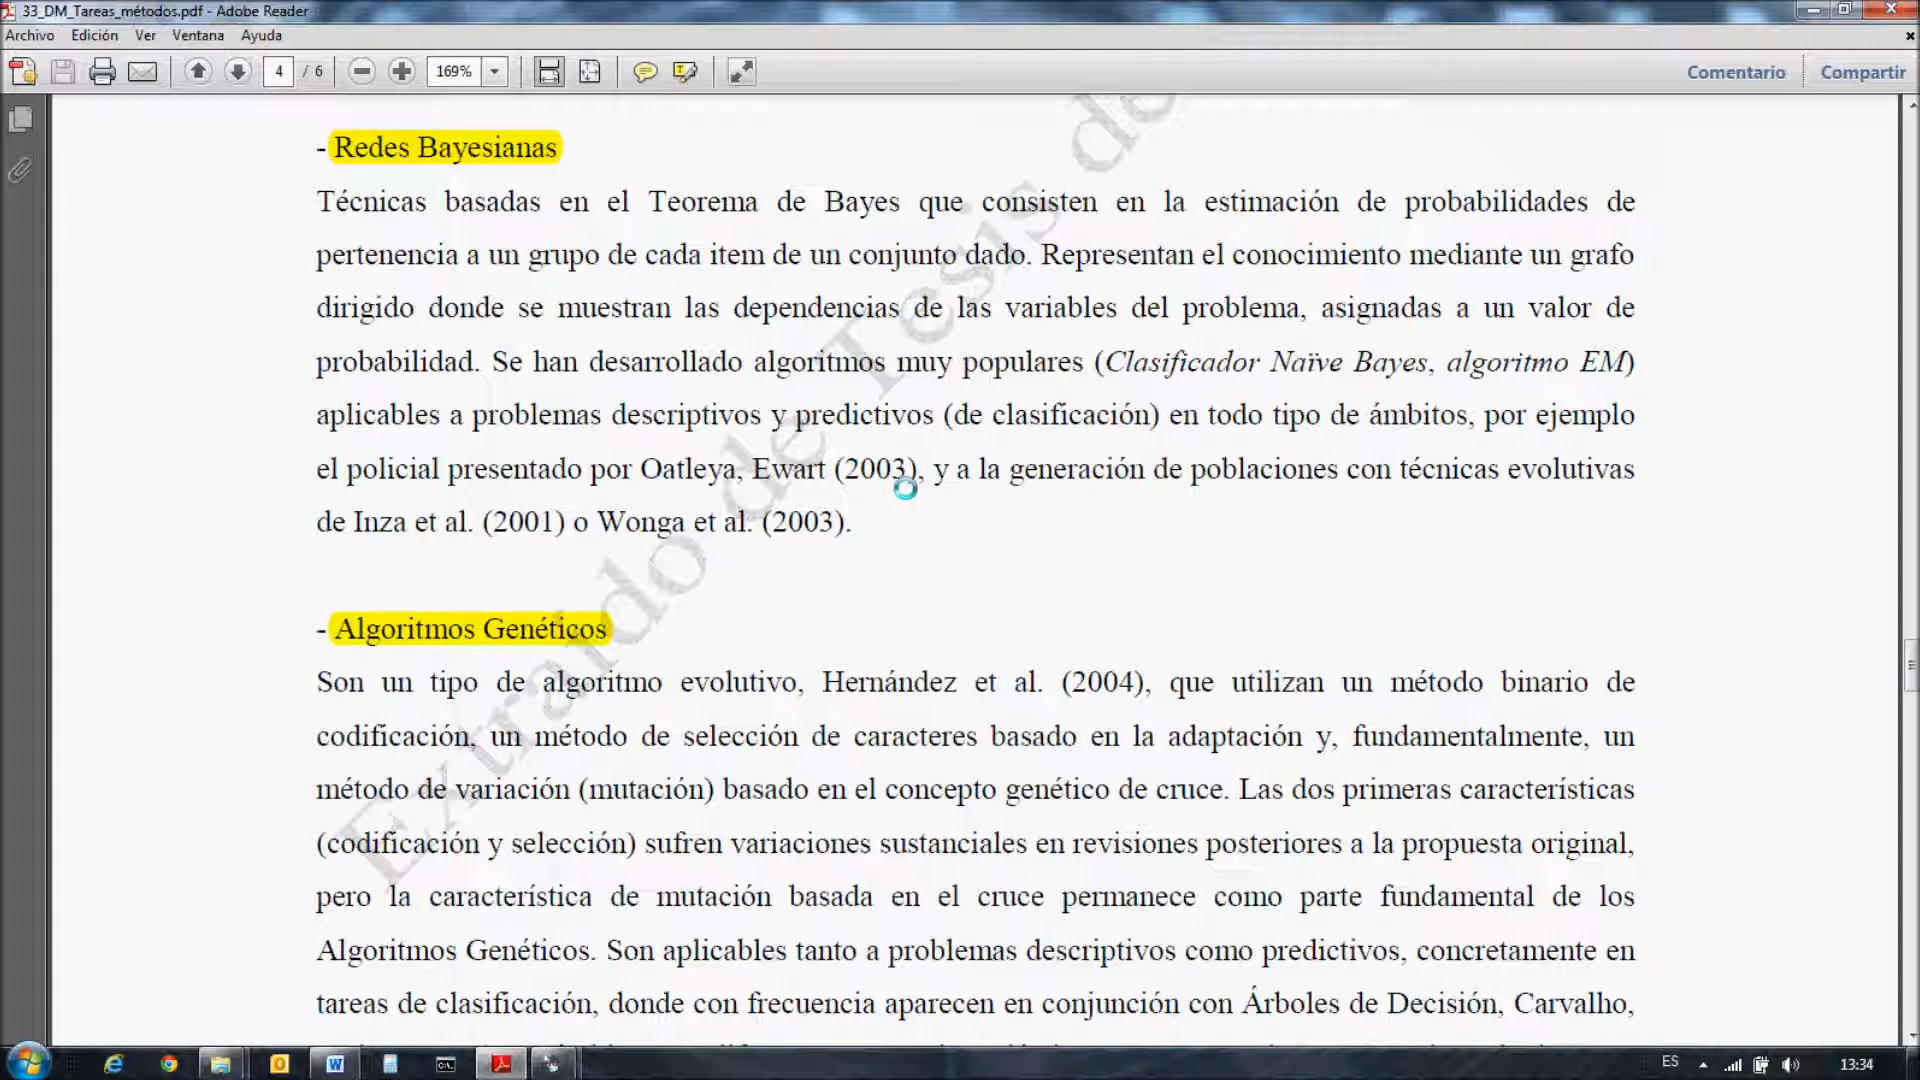 33_DM_Tareas_métodos.pdf - Adobe Reader
Archivo Edición Ver Ventana Ayuda
4 / 6 169% Comentario Compartir
- Redes Bayesianas
Técnicas basadas en el Teorema de Bayes que consisten en la estimación de probabilidades de
pertenencia a un grupo de cada item de un conjunto dado. Representan el conocimiento mediante un grafo
dirigido donde se muestran las dependencias de las variables del problema, asignadas a un valor de
probabilidad. Se han desarrollado algoritmos muy populares (Clasificador Naïve Bayes, algoritmo EM)
aplicables a problemas descriptivos y predictivos (de clasificación) en todo tipo de ámbitos, por ejemplo
el policial presentado por Oatleya, Ewart (2003), y a la generación de poblaciones con técnicas evolutivas
de Inza et al. (2001) o Wonga et al. (2003).
- Algoritmos Genéticos
Son un tipo de algoritmo evolutivo, Hernández et al. (2004), que utilizan un método binario de
codificación, un método de selección de caracteres basado en la adaptación y, fundamentalmente, un
método de variación (mutación) basado en el concepto genético de cruce. Las dos primeras características
(codificación y selección) sufren variaciones sustanciales en revisiones posteriores a la propuesta original,
pero la característica de mutación basada en el cruce permanece como parte fundamental de los
Algoritmos Genéticos. Son aplicables tanto a problemas descriptivos como predictivos, concretamente en
tareas de clasificación, donde con frecuencia aparecen en conjunción con Árboles de Decisión, Carvalho,
Extraído de Tesis de
ES 13:34